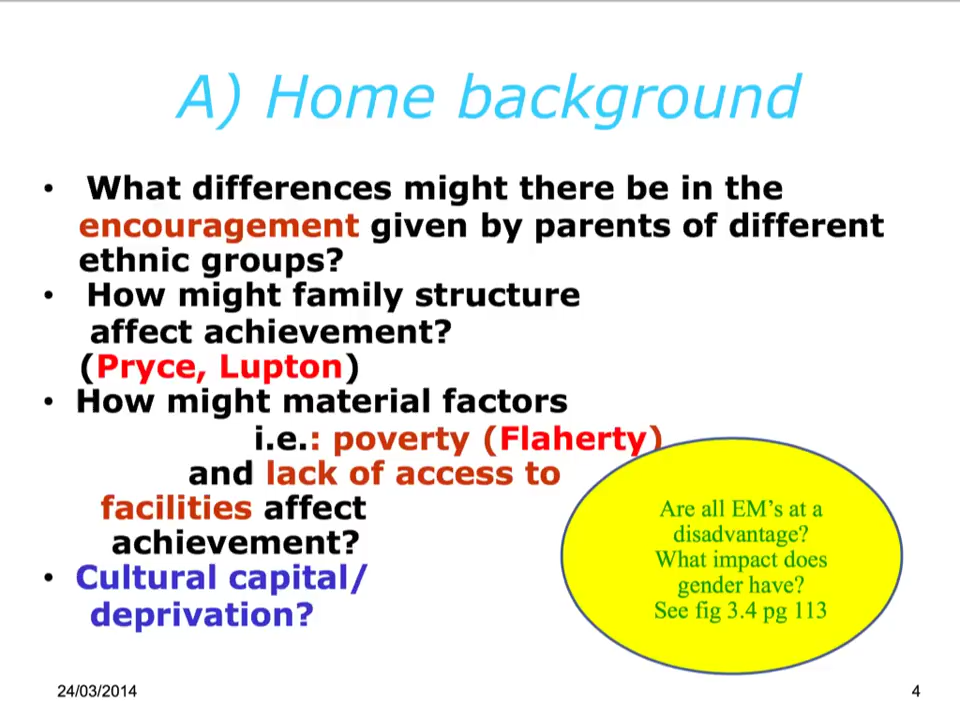 A) Home background
• What differences might there be in the
encouragement given by parents of different
ethnic groups?
• How might family structure
affect achievement?
(Pryce, Lupton)
• How might material factors
i.e.: poverty (Flaherty)
and lack of access to
facilities affect
achievement?
• Cultural capital/
deprivation?
Are all EM’s at a
disadvantage?
What impact does
gender have?
See fig 3.4 pg 113
24/03/2014
4